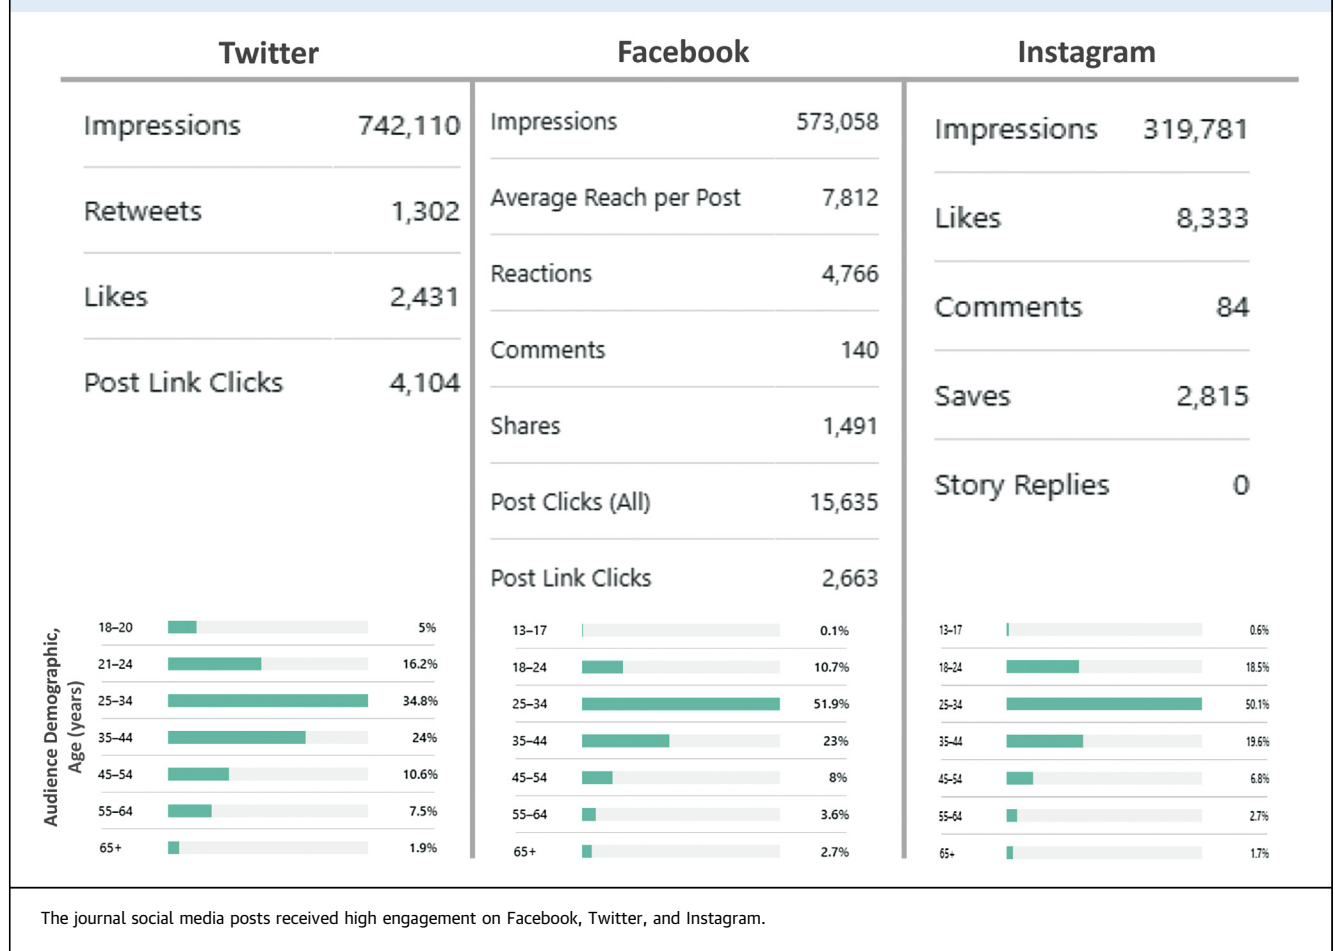 Twitter
Impressions 742,110
Retweets 1,302
Likes 2,431
Post Link Clicks 4,104
Facebook
Impressions 573,058
Average Reach per Post 7,812
Reactions 4,766
Comments 140
Shares 1,491
Post Clicks (All) 15,635
Post Link Clicks 2,663
Instagram
Impressions 319,781
Likes 8,333
Comments 84
Saves 2,815
Story Replies 0
Audience Demographic,
Age (years)
18–20 5%
21–24 16.2%
25–34 34.8%
35–44 24%
45–54 10.6%
55–64 7.5%
65+ 1.9%
13–17 0.1%
18–24 10.7%
25–34 51.9%
35–44 23%
45–54 8%
55–64 3.6%
65+ 2.7%
13–17 0.6%
18–24 18.5%
25–34 50.1%
35–44 19.6%
45–54 6.8%
55–64 2.7%
65+ 1.7%
The journal social media posts received high engagement on Facebook, Twitter, and Instagram.